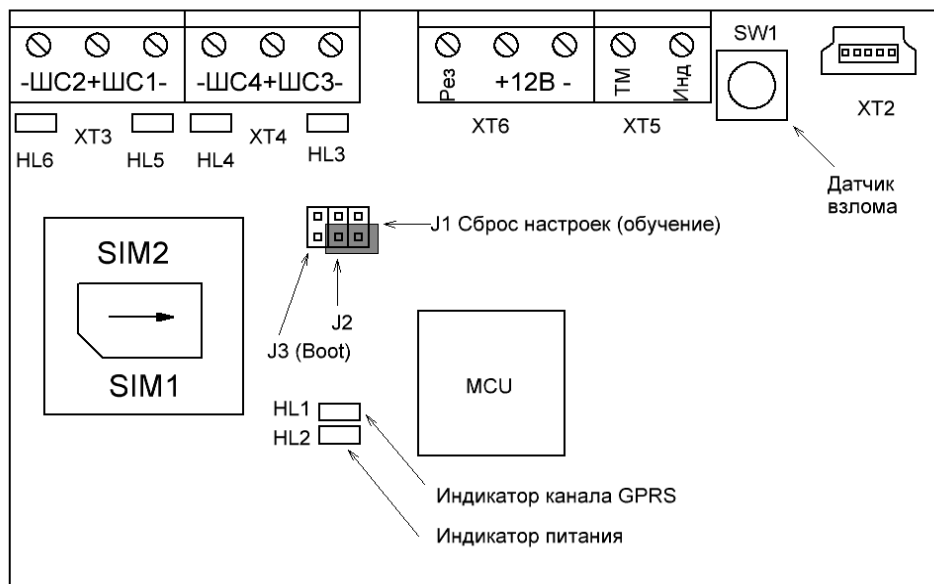 SW1
-ШС2+ШС1-
-ШС4+ШС3-
Рез
+12В -
ТМ
Инд
XT2
XT3
XT4
XT6
XT5
HL6
HL5
HL4
HL3
Датчик
взлома
J1 Сброс настроек (обучение)
SIM2
J2
J3 (Boot)
SIM1
MCU
HL1
HL2
Индикатор канала GPRS
Индикатор питания